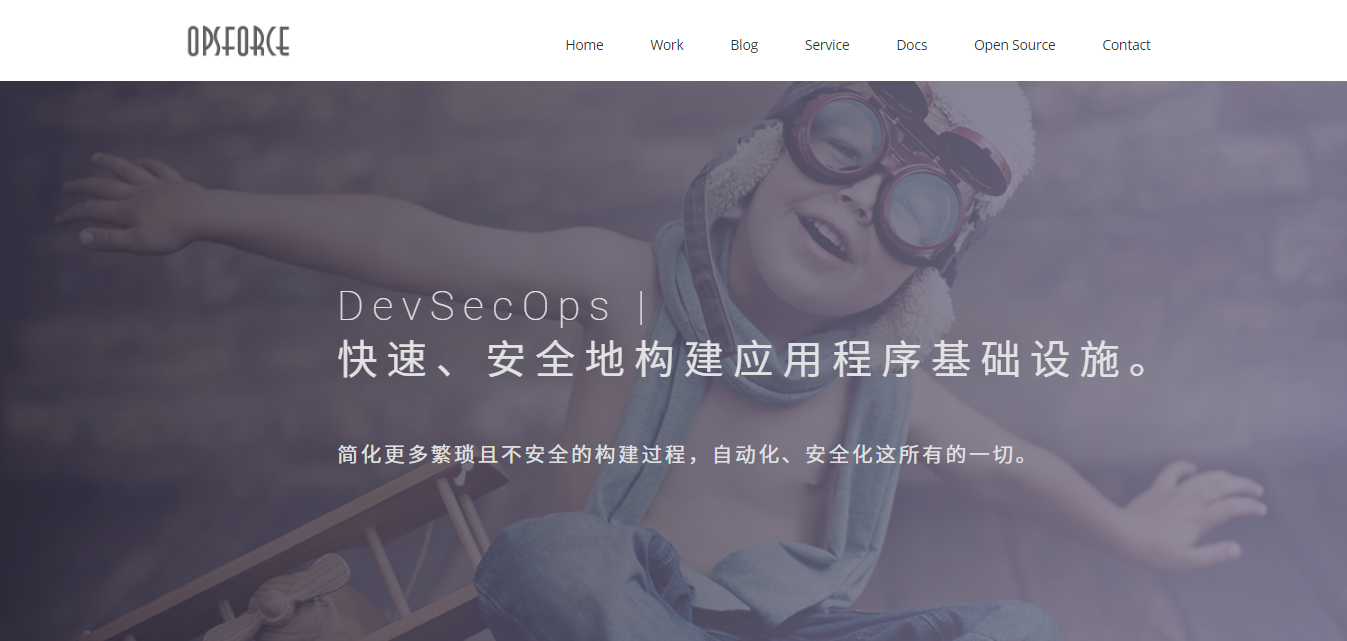 OPSFORCE
Home Work Blog Service Docs Open Source Contact
DevSecOps |
快速、安全地构建应用程序基础设施。
简化更多繁琐且不安全的构建过程，自动化、安全化这所有的一切。